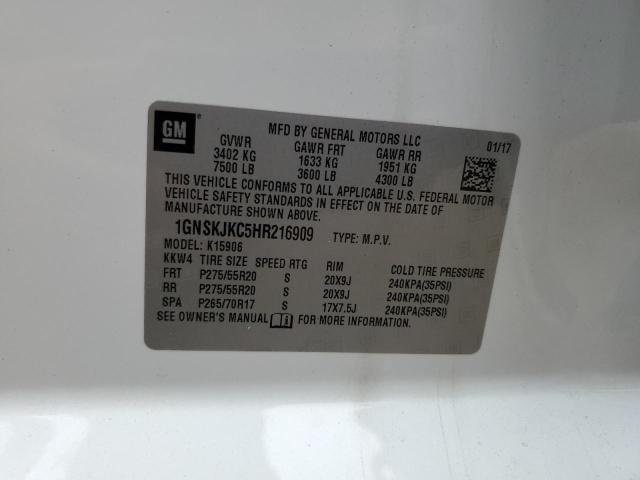 GM
MFD BY GENERAL MOTORS LLC
01/17
GVWR GAWR FRT GAWR RR
3402 KG 1633 KG 1951 KG
7500 LB 3600 LB 4300 LB
THIS VEHICLE CONFORMS TO ALL APPLICABLE U.S. FEDERAL MOTOR
VEHICLE SAFETY STANDARDS IN EFFECT ON THE DATE OF
MANUFACTURE SHOWN ABOVE.
1GNSKJKC5HR216909 TYPE: M.P.V.
MODEL: K15906
KKW4 TIRE SIZE SPEED RTG RIM COLD TIRE PRESSURE
FRT P275/55R20 S 20X9J 240KPA(35PSI)
RR P275/55R20 S 20X9J 240KPA(35PSI)
SPA P265/70R17 S 17X7.5J 240KPA(35PSI)
SEE OWNER'S MANUAL FOR MORE INFORMATION.